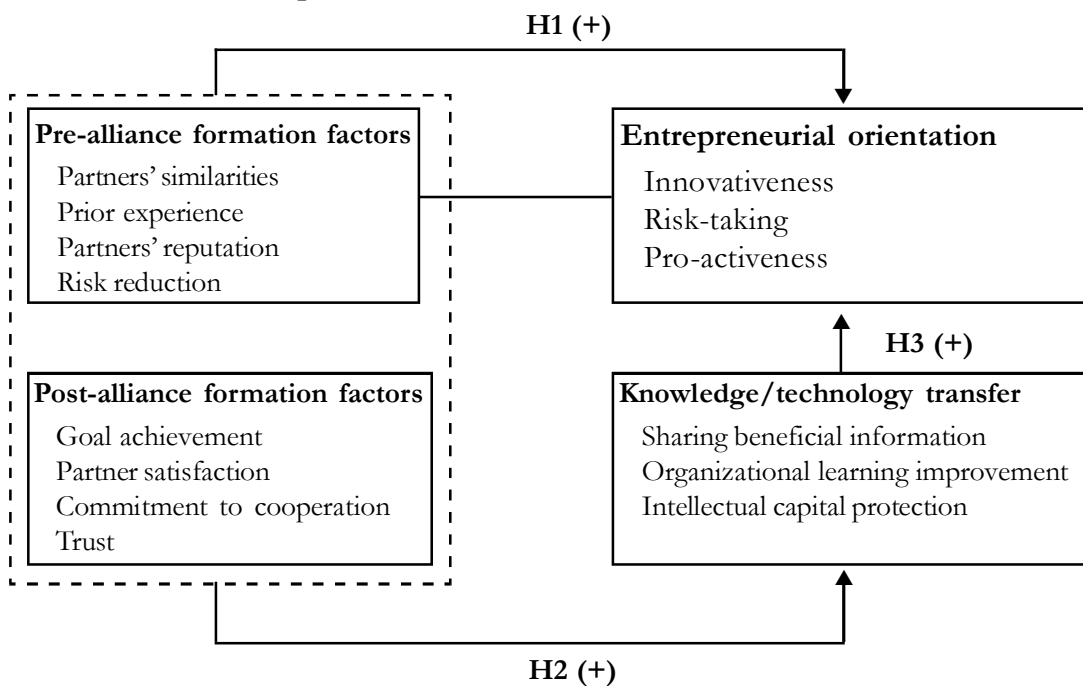 H1 (+)
Pre-alliance formation factors
Partners’ similarities
Prior experience
Partners’ reputation
Risk reduction
Entrepreneurial orientation
Innovativeness
Risk-taking
Pro-activeness
H3 (+)
Post-alliance formation factors
Goal achievement
Partner satisfaction
Commitment to cooperation
Trust
Knowledge/technology transfer
Sharing beneficial information
Organizational learning improvement
Intellectual capital protection
H2 (+)